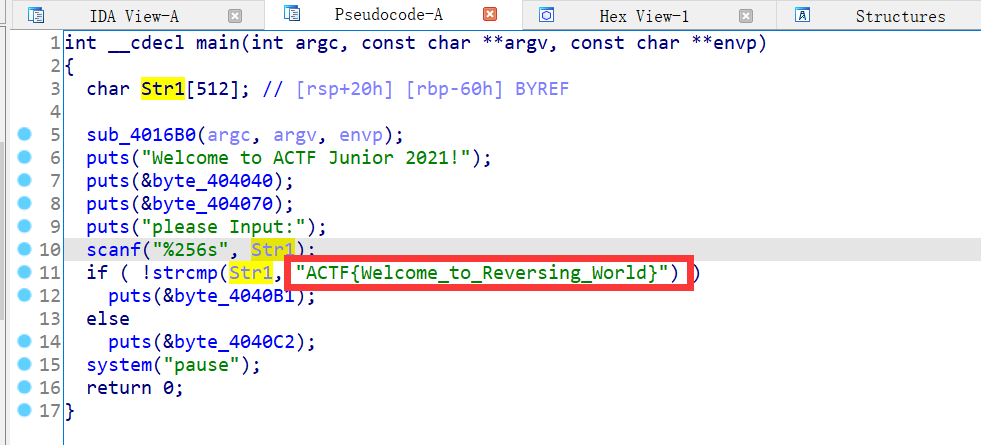 IDA View-A
Pseudocode-A
Hex View-1
Structures
1 int __cdecl main(int argc, const char **argv, const char **envp)
2 {
3   char Str1[512]; // [rsp+20h] [rbp-60h] BYREF
4
5   sub_4016B0(argc, argv, envp);
6   puts("Welcome to ACTF Junior 2021!");
7   puts(&byte_404040);
8   puts(&byte_404070);
9   puts("please Input:");
10   scanf("%256s", Str1);
11   if ( !strcmp(Str1, "ACTF{Welcome_to_Reversing_World}") )
12     puts(&byte_4040B1);
13   else
14     puts(&byte_4040C2);
15   system("pause");
16   return 0;
17 }